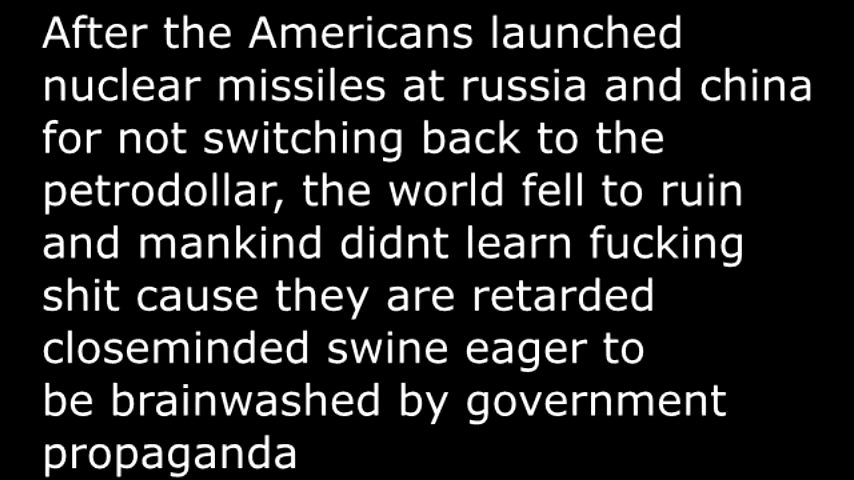 After the Americans launched
nuclear missiles at russia and china
for not switching back to the
petrodollar, the world fell to ruin
and mankind didnt learn fucking
shit cause they are retarded
closeminded swine eager to
be brainwashed by government
propaganda